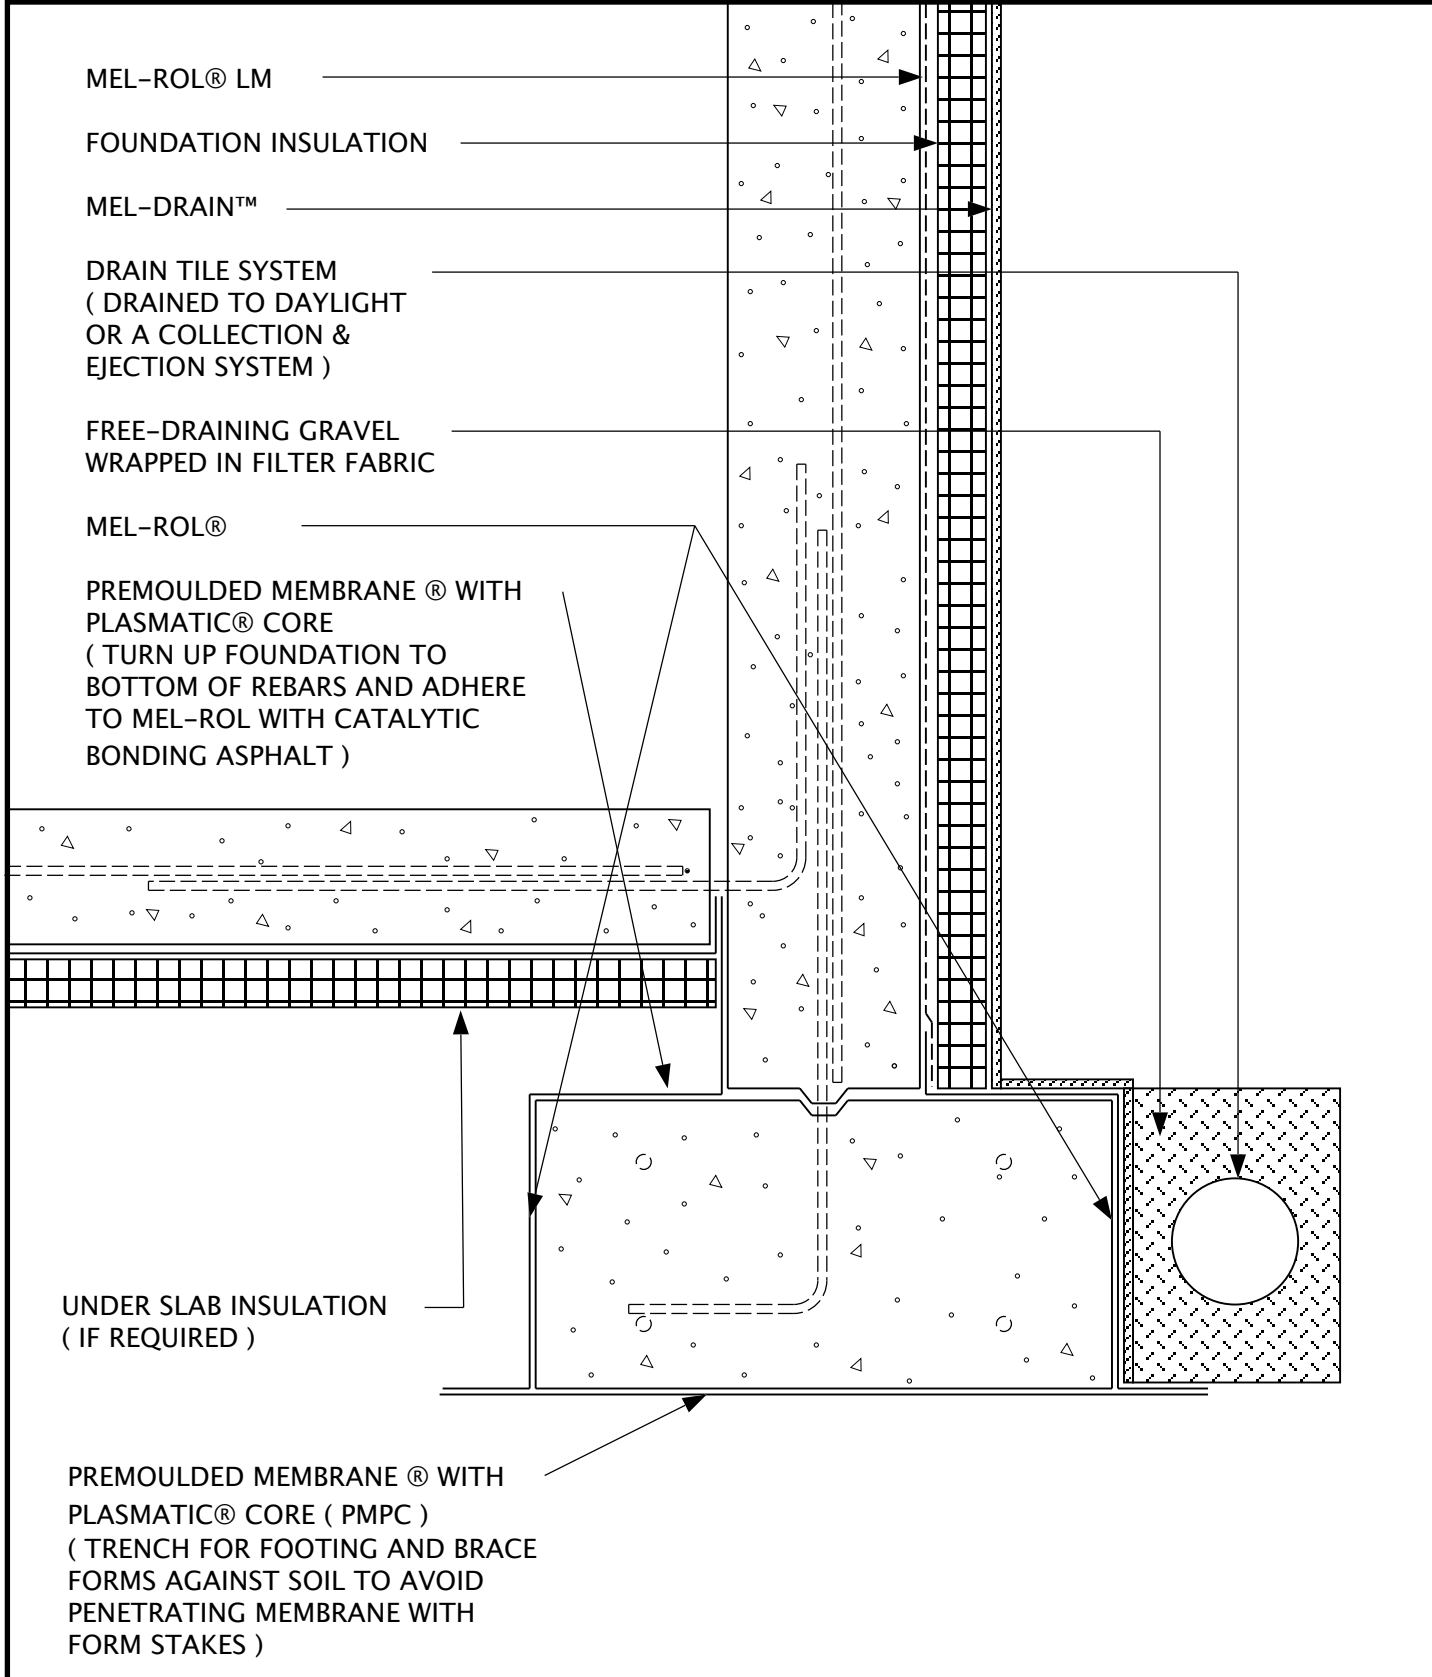 MEL-ROL® LM
FOUNDATION INSULATION
MEL-DRAIN™
DRAIN TILE SYSTEM
( DRAINED TO DAYLIGHT
OR A COLLECTION &
EJECTION SYSTEM )
FREE-DRAINING GRAVEL
WRAPPED IN FILTER FABRIC
MEL-ROL®
PREMOULDED MEMBRANE ® WITH
PLASMATIC® CORE
( TURN UP FOUNDATION TO
BOTTOM OF REBARS AND ADHERE
TO MEL-ROL WITH CATALYTIC
BONDING ASPHALT )
UNDER SLAB INSULATION
( IF REQUIRED )
PREMOULDED MEMBRANE ® WITH
PLASMATIC® CORE ( PMPC )
( TRENCH FOR FOOTING AND BRACE
FORMS AGAINST SOIL TO AVOID
PENETRATING MEMBRANE WITH
FORM STAKES )